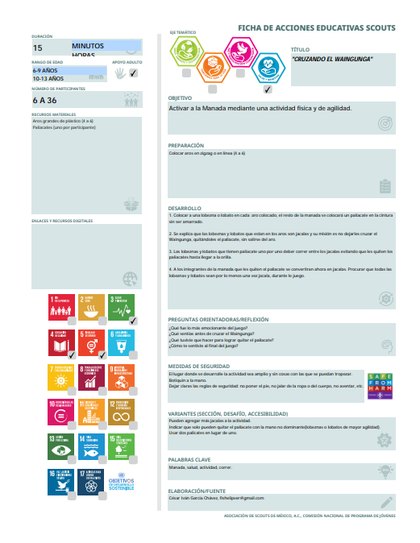 FICHA DE ACCIONES EDUCATIVAS SCOUTS
DURACIÓN
15 MINUTOS
HORAS
RANGO DE EDAD
APOYO ADULTO
6-9 AÑOS
10-13 AÑOS
NÚMERO DE PARTICIPANTES
6 A 36
RECURSOS MATERIALES
Aros grandes de plástico (4 a 6)
Paliacates (uno por participante)
ENLACES Y RECURSOS DIGITALES
EJE TEMÁTICO
TÍTULO
"CRUZANDO EL WAINGUNGA"
OBJETIVO
Activar a la Manada mediante una actividad física y de agilidad.
PREPARACIÓN
Colocar aros en zigzag o en línea (4 a 6)
DESARROLLO
1. Colocar a una lobezna o lobato en cada aro colocado, el resto de la manada se colocará un paliacate en la cintura
sin ser amarrado.
2. Se explica que las lobeznas y lobatos que están en los aros son jacalas y su misión es no dejarlos cruzar el
Waingunga, quitándoles el paliacate, sin salirse del aro
3. Las lobeznas y lobatos que tienen paliacate uno por uno deben correr entre los jacalas evitando que les quiten los
paliacates hasta llegar a la orilla.
4. A los integrantes de la manada que les quiten el paliacate se convertirán ahora en jacalas. Procurar que todas las
lobeznas y lobatos sean por lo menos una vez jacala, durante lo juego.
PREGUNTAS ORIENTADORAS/REFLEXIÓN
¿Qué fue lo más emocionante del juego?
¿Qué sentías antes de cruzar el Waingunga?
¿Qué tuviste que hacer para lograr quitar el paliacate?
¿Cómo te sentiste al final del juego?
MEDIDAS DE SEGURIDAD
El lugar donde se desarrolla la actividad sea amplio y sin cosas con las que se puedan tropezar.
Botiquín a la mano.
Dejar claras las reglas de seguridad: no poner el pie, no jalar de la ropa o del cuerpo, no aventar, etc.
SAFE
FROM
HARM
VARIANTES (SECCIÓN, DESAFÍO, ACCESIBILIDAD)
Pueden agregar más jacalas a la actividad.
Indicar que solo pueden quitar el paliacate con la mano no dominante(lobeznas o lobatos de mayor agilidad).
Usar dos paliacates en lugar de uno.
PALABRAS CLAVE
Manada, salud, actividad, correr.
ELABORACIÓN/FUENTE
César Iván García Chávez,
ASOCIACIÓN DE SCOUTS DE MÉXICO, A.C., COMISIÓN NACIONAL DE PROGRAMA DE JÓVENES